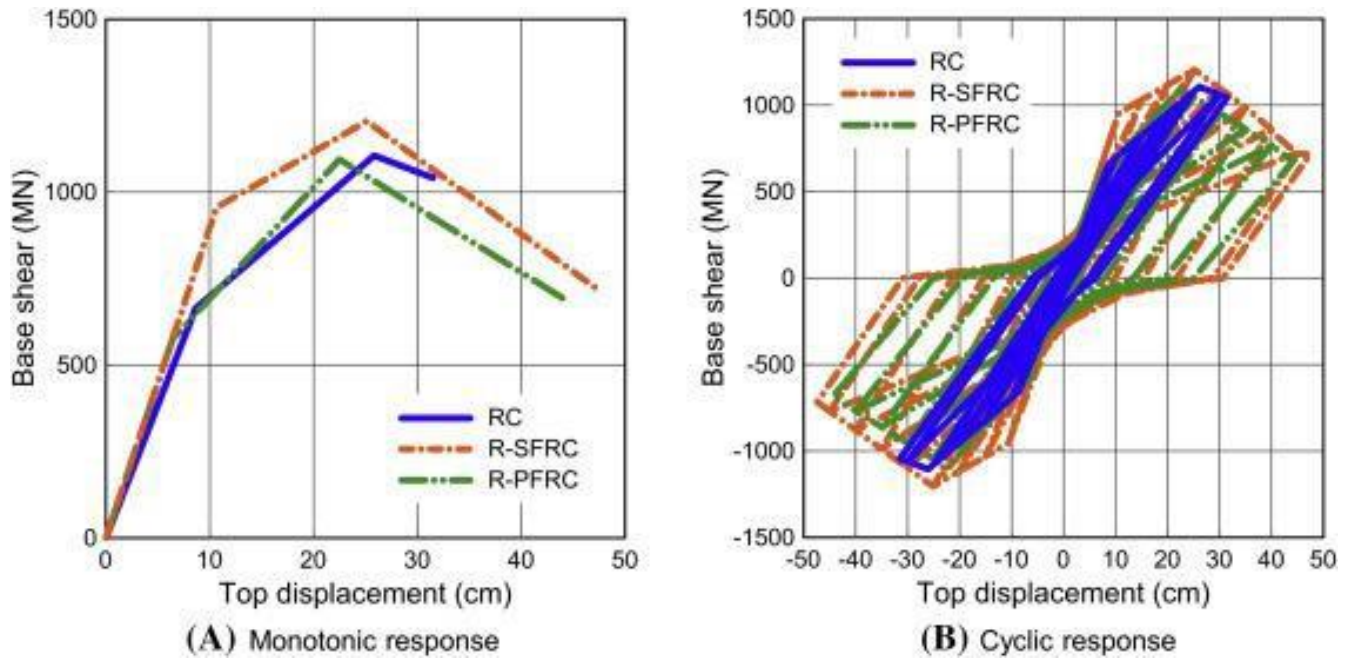 1500
1000
500
0
0 10 20 30 40 50
Base shear (MN)
Top displacement (cm)
RC
R-SFRC
R-PFRC
(A) Monotonic response
1500
1000
500
0
-500
-1000
-1500
-50 -40 -30 -20 -10 0 10 20 30 40 50
Base shear (MN)
Top displacement (cm)
RC
R-SFRC
R-PFRC
(B) Cyclic response